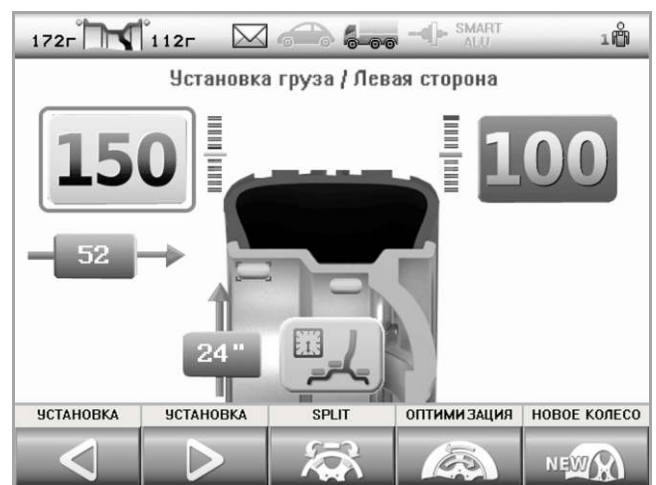 172г 112г SMART
ALU 1
Установка груза / Левая сторона
150 100
52
24"
УСТАНОВКА УСТАНОВКА SPLIT ОПТИМИЗАЦИЯ НОВОЕ КОЛЕСО
NEW